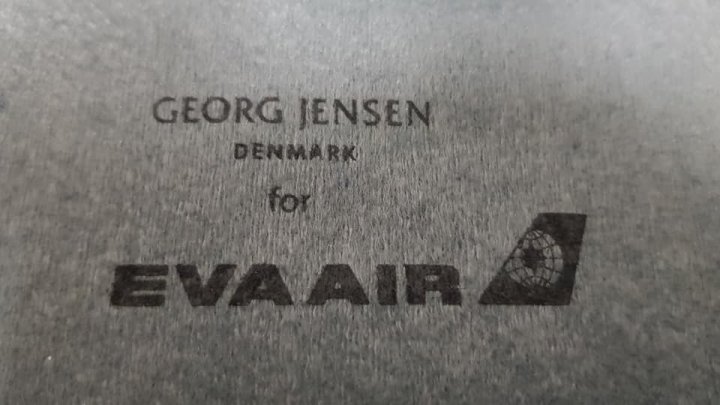 GEORG JENSEN
DENMARK
for
EVA AIR